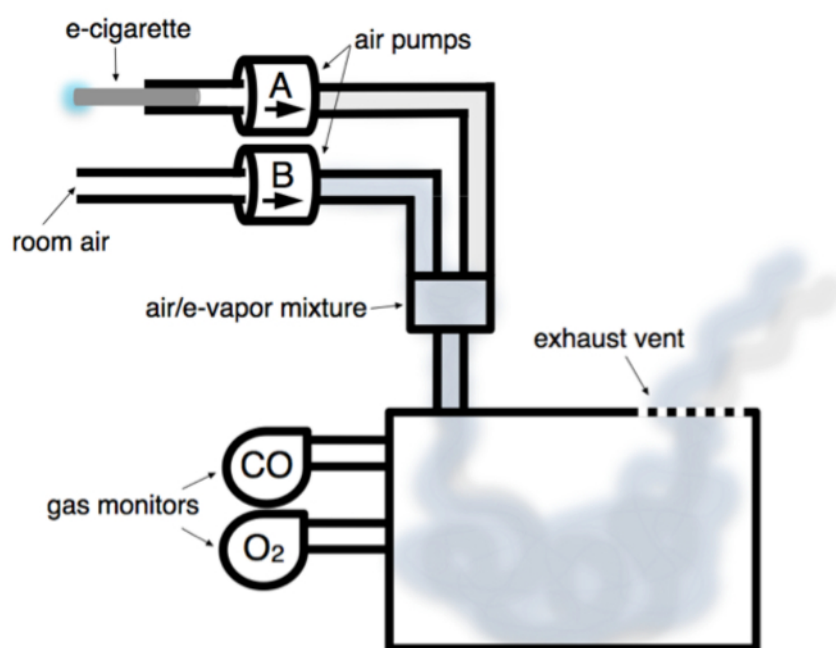 e-cigarette
air pumps
A
B
room air
air/e-vapor mixture
exhaust vent
CO
gas monitors
O₂